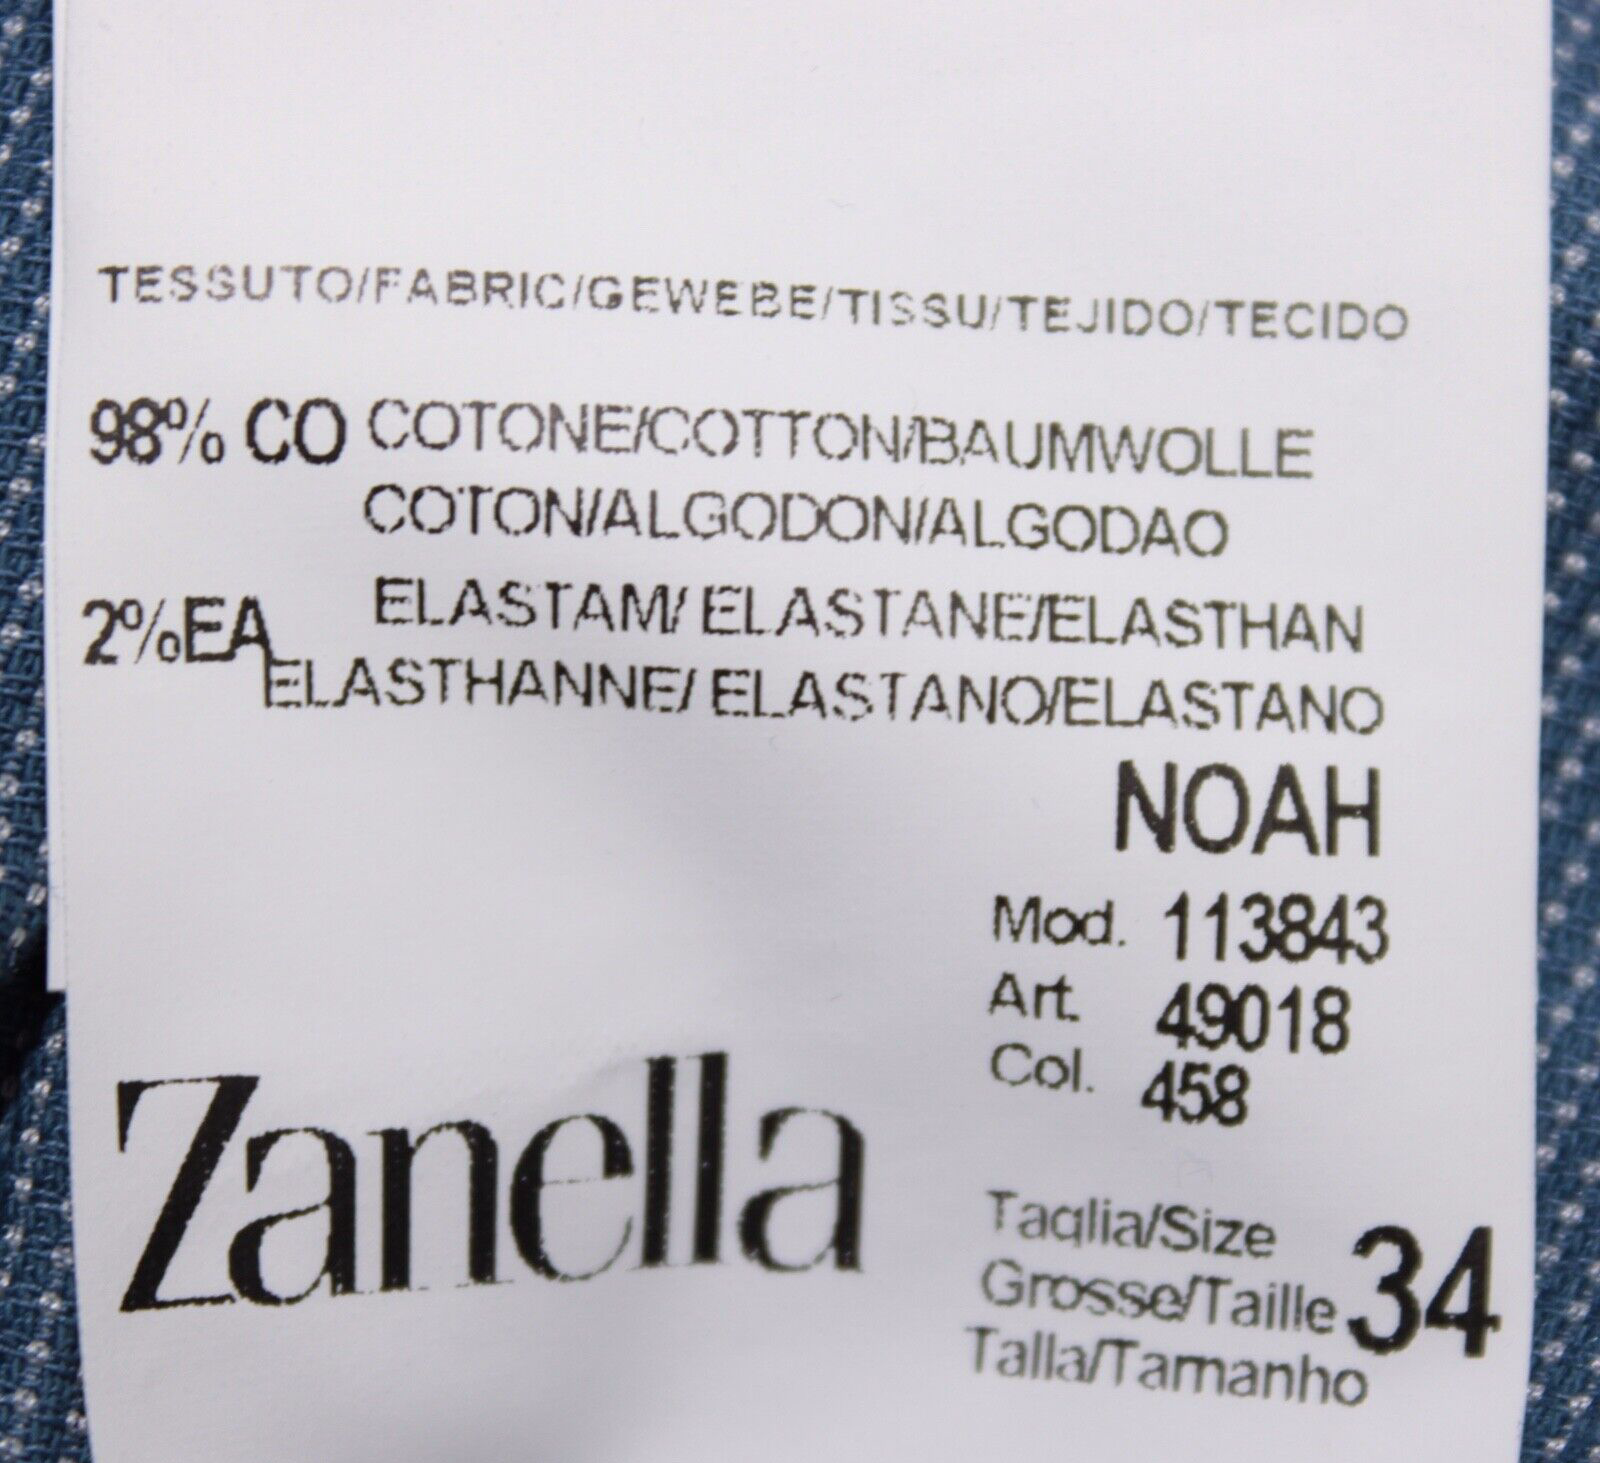 TESSUTO/FABRIC/GEWEBE/TISSU/TEJIDO/TECIDO
98% CO COTONE/COTTON/BAUMWOLLE
COTON/ALGODON/ALGODAO
2%EA ELASTAM/ ELASTANE/ELASTHAN
ELASTHANNE/ ELASTANO/ELASTANO
NOAH
Mod. 113843
Art. 49018
Col. 458
Zanella
Taglia/Size
Grosse/Taille 34
Talla/Tamanho